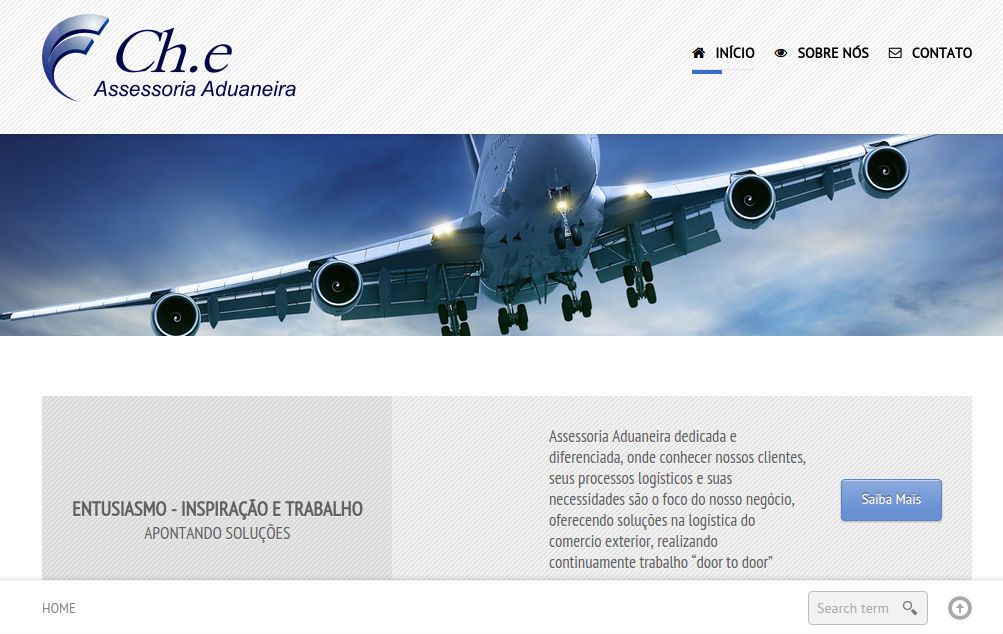 Ch.e
Assessoria Aduaneira
INÍCIO
SOBRE NÓS
CONTATO
ENTUSIASMO - INSPIRAÇÃO E TRABALHO
APONTANDO SOLUÇÕES
Assessoria Aduaneira dedicada e
diferenciada, onde conhecer nossos clientes,
seus processos logísticos e suas
necessidades são o foco do nosso negócio,
oferecendo soluções na logística do
comercio exterior, realizando
continuamente trabalho “door to door”
Saiba Mais
HOME
Search term